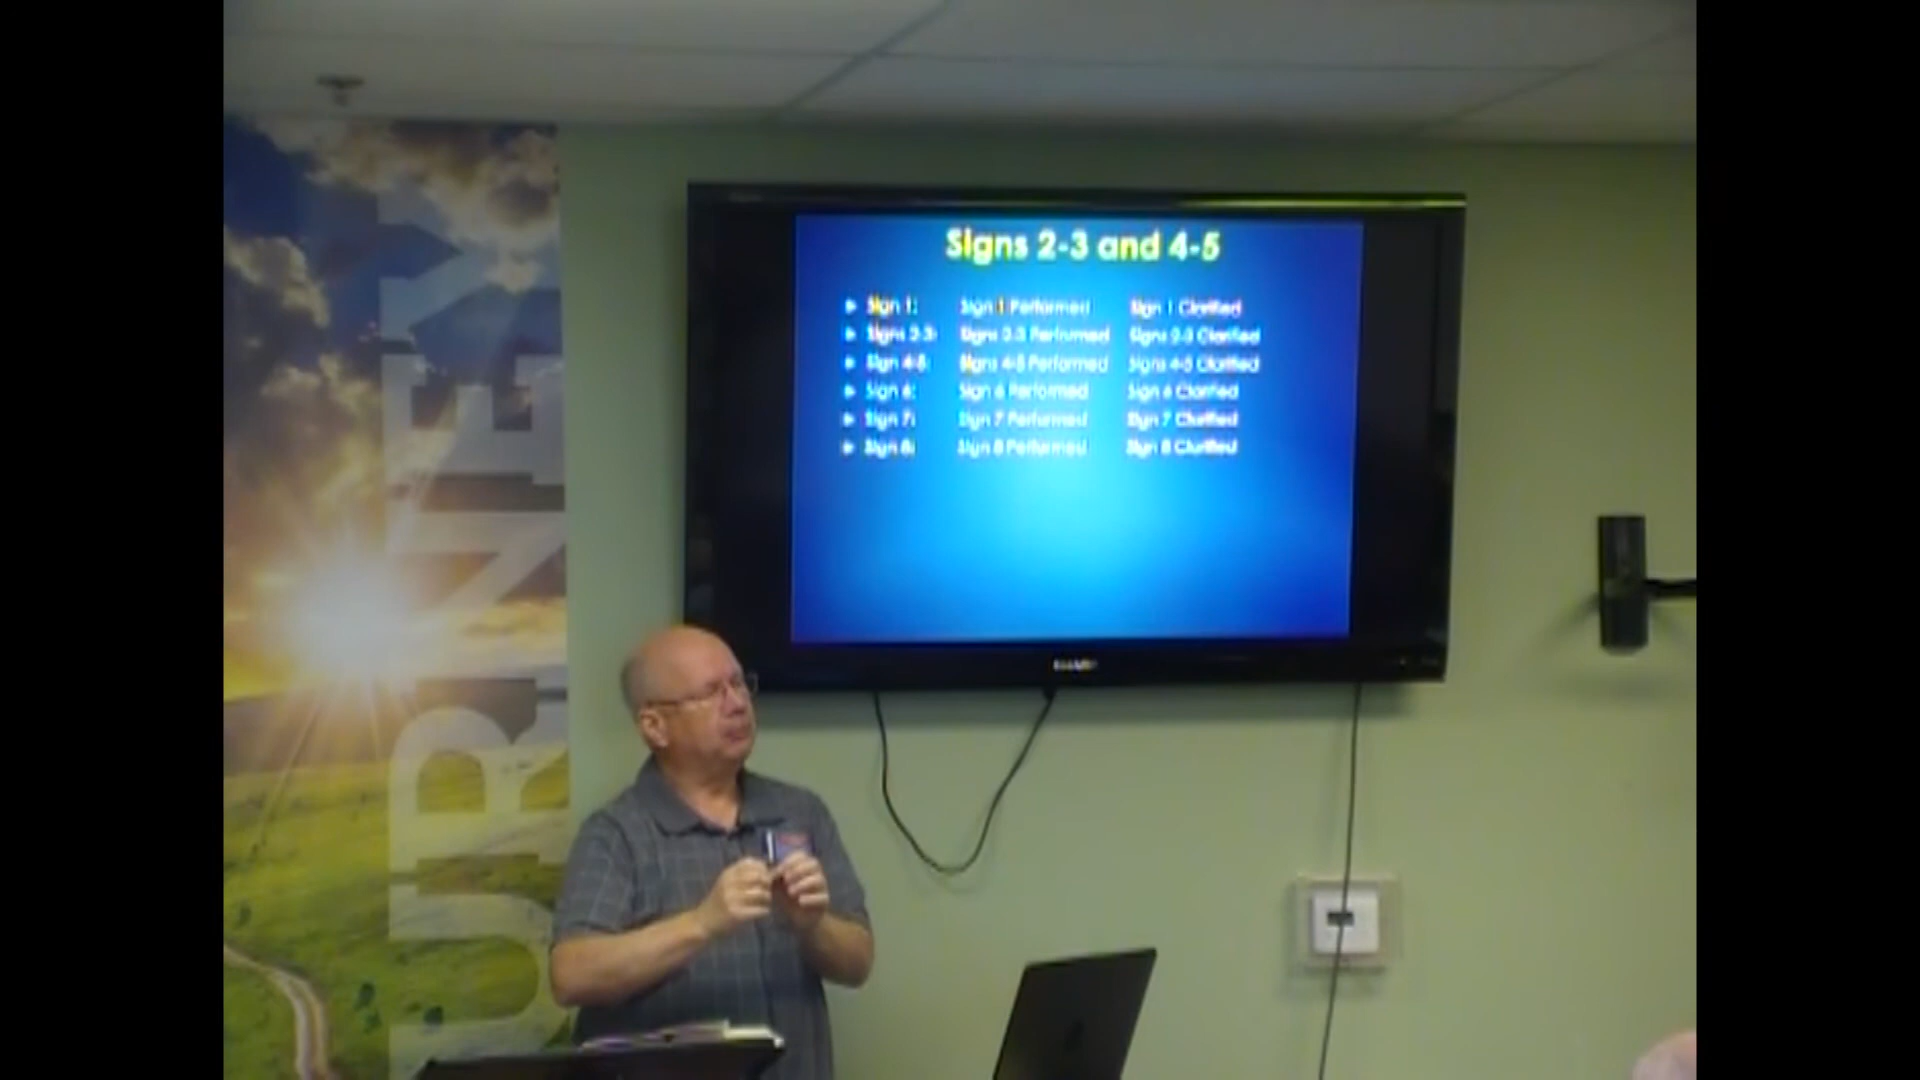 Signs 2-3 and 4-5
Sign 1: Sign 1 Performed Sign 1 Clarified
Signs 2-3: Signs 2-3 Performed Signs 2-3 Clarified
Sign 4-5: Signs 4-5 Performed Signs 4-5 Clarified
Sign 6: Sign 6 Performed Sign 6 Clarified
Sign 7: Sign 7 Performed Sign 7 Clarified
Sign 8: Sign 8 Performed Sign 8 Clarified
SHARP
URNEY